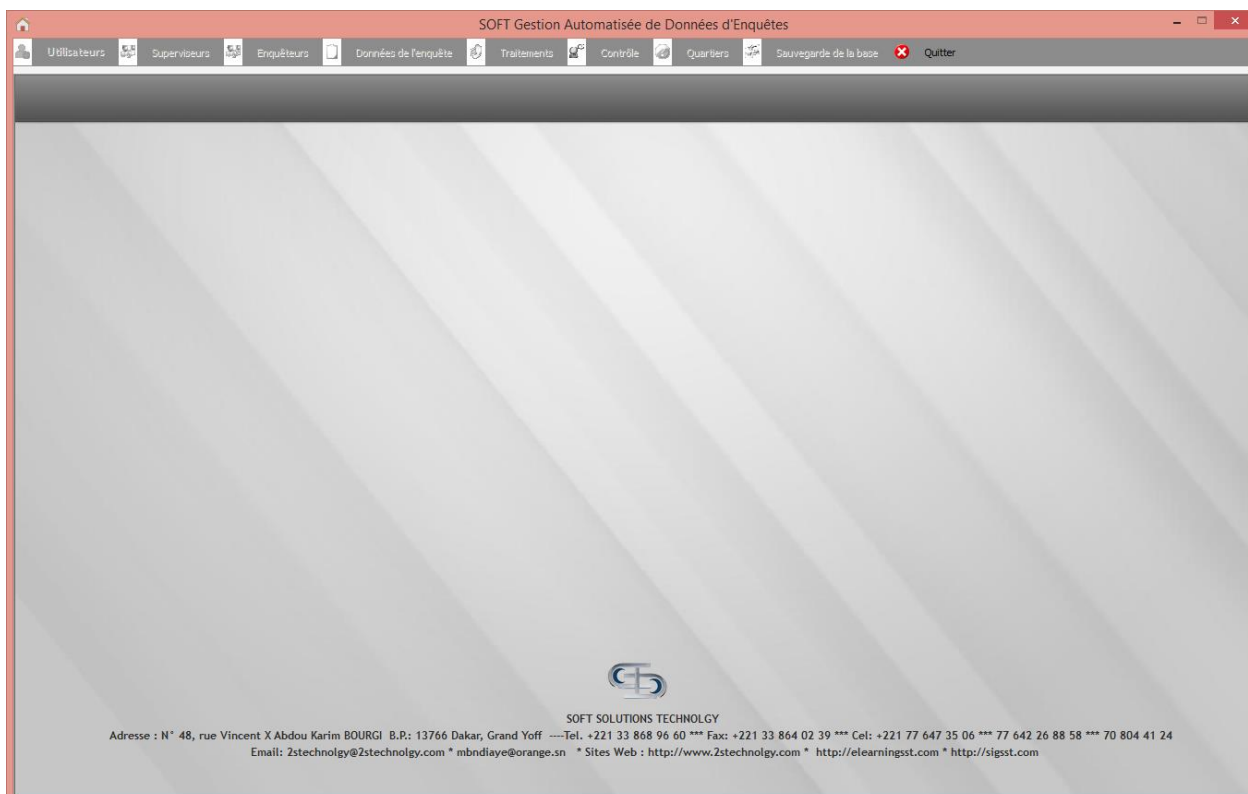 SOFT Gestion Automatisée de Données d'Enquêtes
Utilisateurs Superviseurs Enquêteurs Données de l'enquête Traitements Contrôle Quartiers Sauvegarde de la base Quitter
SOFT SOLUTIONS TECHNOLGY
Adresse : N° 48, rue Vincent X Abdou Karim BOURGI B.P.: 13766 Dakar, Grand Yoff ----Tel. +221 33 868 96 60 *** Fax: +221 33 864 02 39 *** Cel: +221 77 647 35 06 *** 77 642 26 88 58 *** 70 804 41 24
Email: 2stechnolgy@2stechnolgy.com * mbndiaye@orange.sn * Sites Web : http://www.2stechnolgy.com * http://elearningsst.com * http://sigsst.com